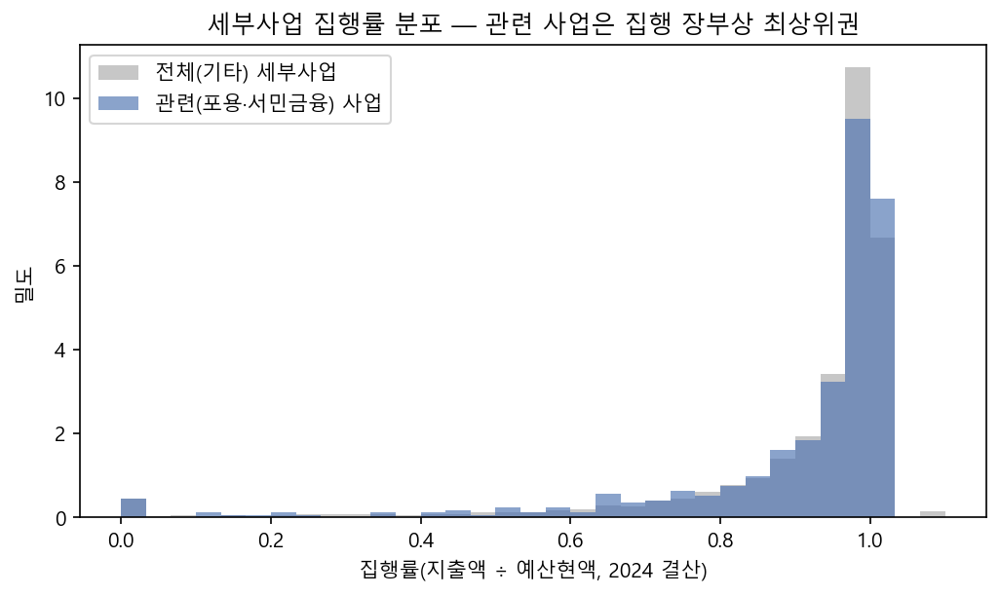 세부사업 집행률 분포 — 관련 사업은 집행 장부상 최상위권
전체(기타) 세부사업
관련(포용·서민금융) 사업
밀도
10
8
6
4
2
0
0.0 0.2 0.4 0.6 0.8 1.0
집행률(지출액 ÷ 예산현액, 2024 결산)